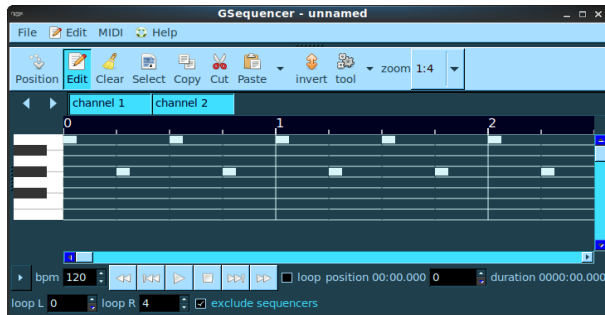 GSequencer - unnamed
File Edit MIDI Help
Position Edit Clear Select Copy Cut Paste invert tool zoom 1:4
channel 1 channel 2
0 1 2
bpm 120 loop position 00:00.000 0 duration 0000:00.000
loop L 0 loop R 4 exclude sequencers